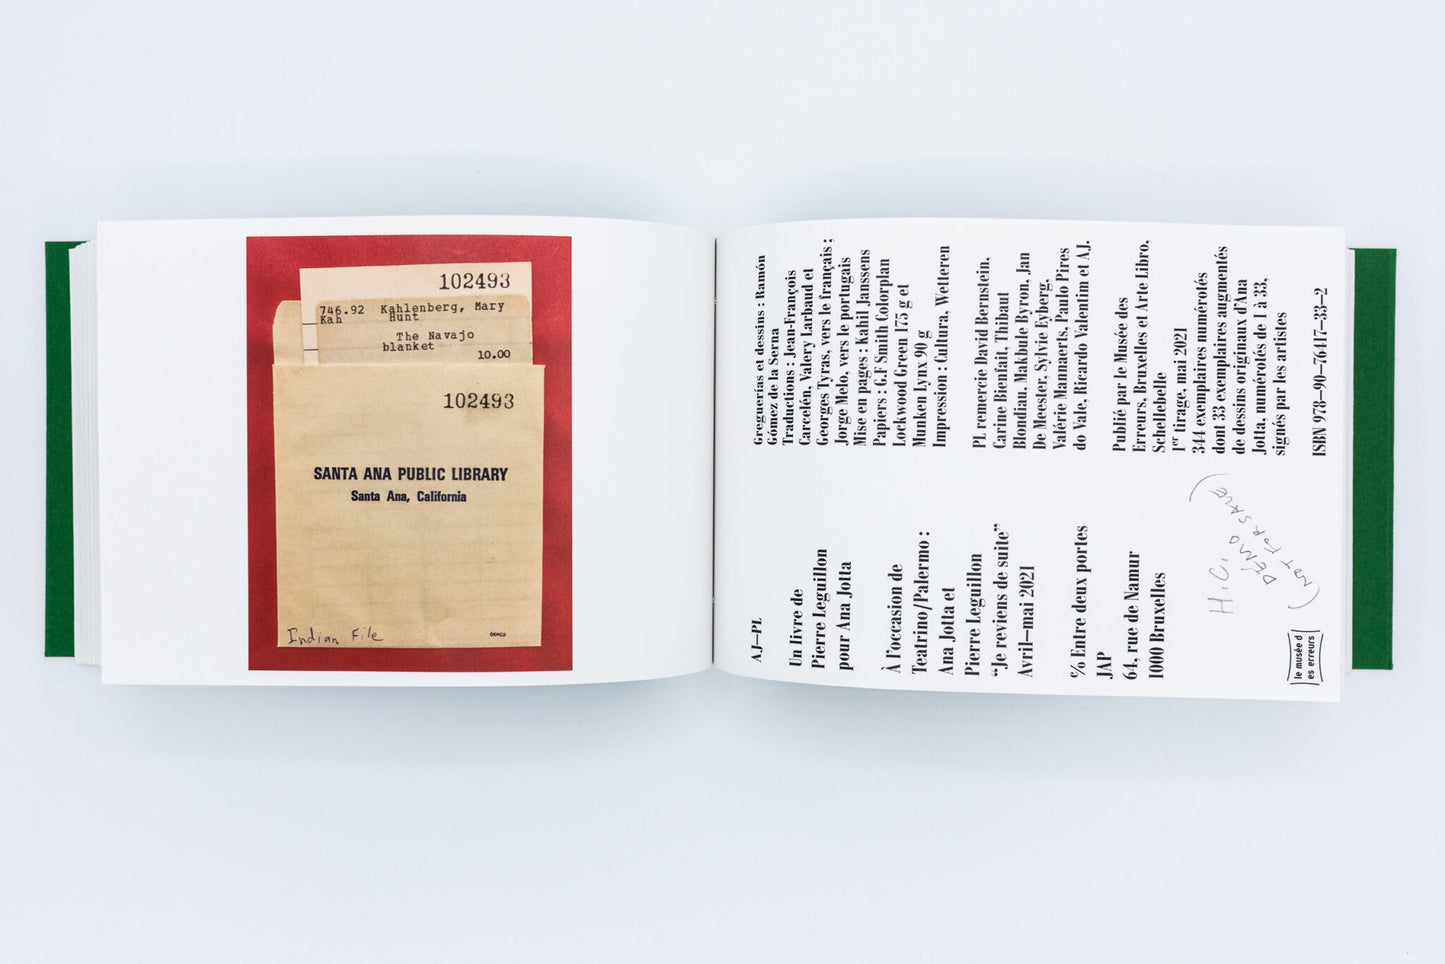 102493
746.92 Kahlenberg, Mary
Kah Hunt
The Navajo
blanket
10.00
102493
SANTA ANA PUBLIC LIBRARY
Santa Ana, California
Indian File
DEMCO
AJ—PL
Un livre de
Pierre Leguillon
pour Ana Jotta
À l'occasion de
Teatrino/Palermo :
Ana Jotta et
Pierre Leguillon
“Je reviens de suite”
Avril—mai 2021
℅ Entre deux portes
JAP
64, rue de Namur
1000 Bruxelles
le musée d
es erreurs
Greguerías et dessins : Ramón
Gómez de la Serna
Traductions : Jean-François
Carcelén, Valery Larbaud et
Georges Tyras, vers le français ;
Jorge Melo, vers le portugais
Mise en pages : Kahil Janssens
Papiers : G.F Smith Colorplan
Lockwood Green 175 g et
Munken Lynx 90 g
Impression : Cultura, Wetteren
PL remercie David Bernstein,
Carine Bienfait, Thibaut
Blondiau, Makbule Byron, Jan
De Meester, Sylvie Eyberg,
Valérie Mannaerts, Paulo Pires
do Vale, Ricardo Valentim et A.J.
Publié par le Musée des
Erreurs, Bruxelles et Arte Libro,
Schellebelle
1er tirage, mai 2021
344 exemplaires numérotés
dont 33 exemplaires augmentés
de dessins originaux d'Ana
Jotta, numérotés de 1 à 33,
signés par les artistes
ISBN 978—90—76417—33—2
H.C.
DÉMO
(NOT FOR SALE)